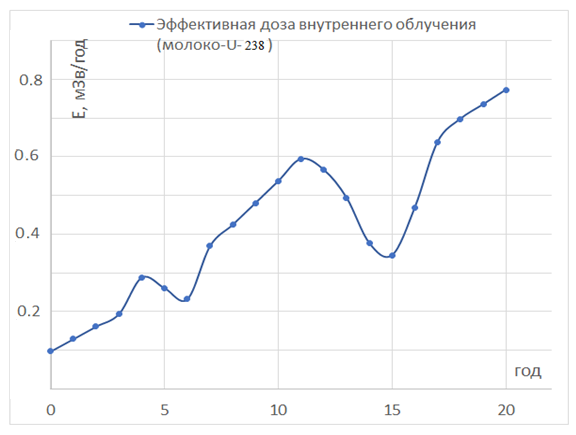 Эффективная доза внутреннего облучения
(молоко-U-238)
Е, мЗв/год
0.8
0.6
0.4
0.2
год
0 5 10 15 20